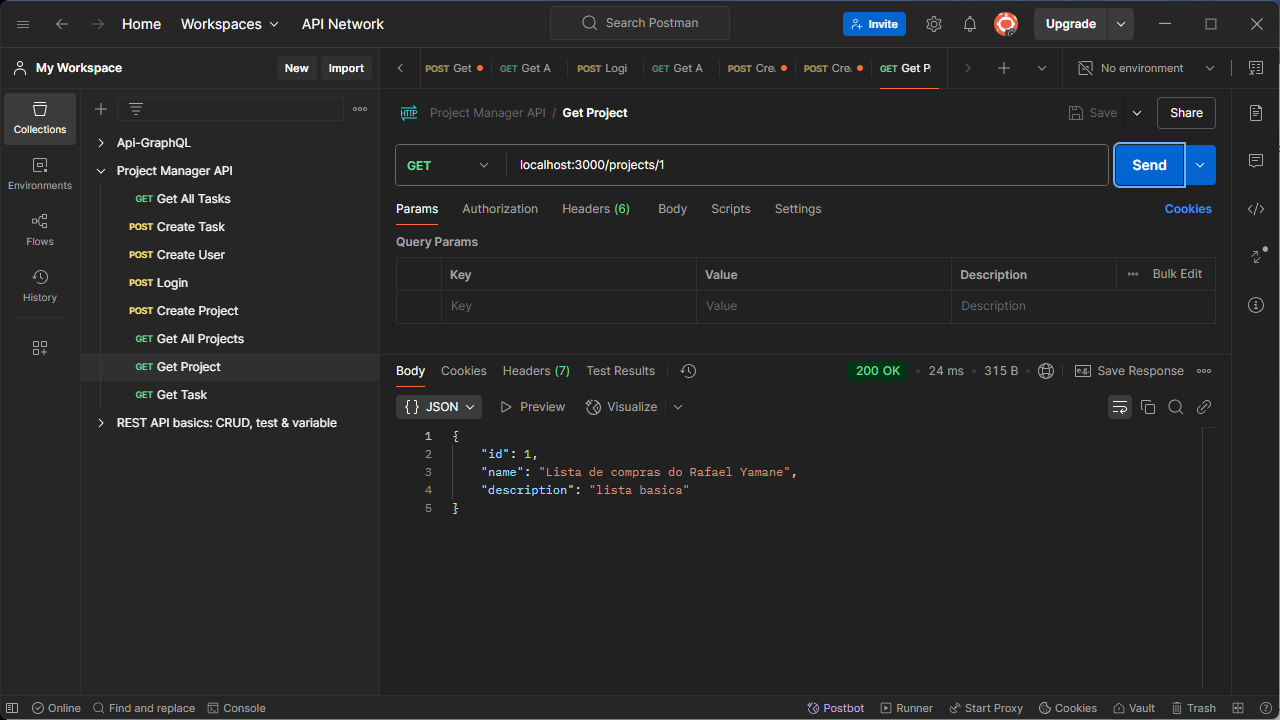 Home Workspaces API Network Search Postman Invite Upgrade
My Workspace New Import POST Get GET Get A POST Logi GET Get A POST Cre POST Cre GET Get P No environment
Collections
Environments
Flows
History
Api-GraphQL
Project Manager API
GET Get All Tasks
POST Create Task
POST Create User
POST Login
POST Create Project
GET Get All Projects
GET Get Project
GET Get Task
REST API basics: CRUD, test & variable
HTTP Project Manager API / Get Project Save Share
GET localhost:3000/projects/1 Send
Params Authorization Headers (6) Body Scripts Settings Cookies
Query Params
Key Value Description Bulk Edit
Key Value Description
Body Cookies Headers (7) Test Results 200 OK 24 ms 315 B e.g. Save Response
{} JSON Preview Visualize
1 {
2 "id": 1,
3 "name": "Lista de compras do Rafael Yamane",
4 "description": "lista basica"
5 }
Online Find and replace Console Postbot Runner Start Proxy Cookies Vault Trash